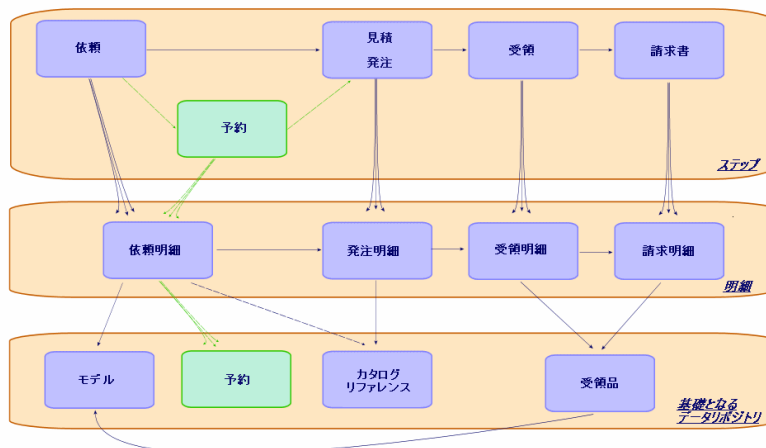 依頼
見積
発注
受領
請求書
予約
ステップ
依頼明細
発注明細
受領明細
請求明細
明細
モデル
予約
カタログ
リファレンス
受領品
基礎となる
データリポジトリ